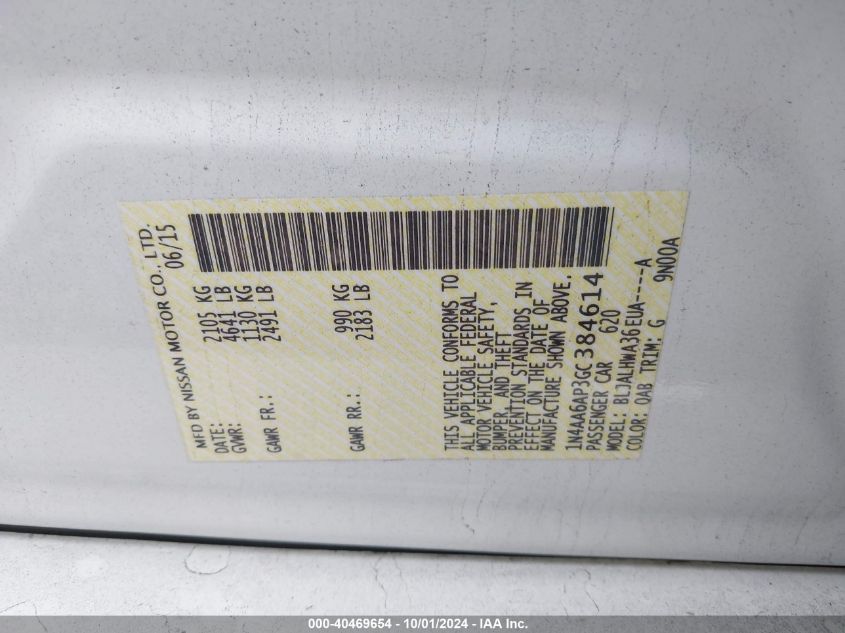 MFD BY NISSAN MOTOR CO., LTD.
DATE: 06/15
GVWR: 2105 KG
4641 LB
GAWR FR.: 1130 KG
2491 LB
GAWR RR.: 990 KG
2183 LB
THIS VEHICLE CONFORMS TO
ALL APPLICABLE FEDERAL
MOTOR VEHICLE SAFETY,
BUMPER, AND THEFT
PREVENTION STANDARDS IN
EFFECT ON THE DATE OF
MANUFACTURE SHOWN ABOVE.
1N4AA6AP3GC384614
PASSENGER CAR 620
MODEL: BLJALHWA36EUA----A
COLOR: QAB TRIM: G 9N00A
000-40469654 - 10/01/2024 - IAA Inc.